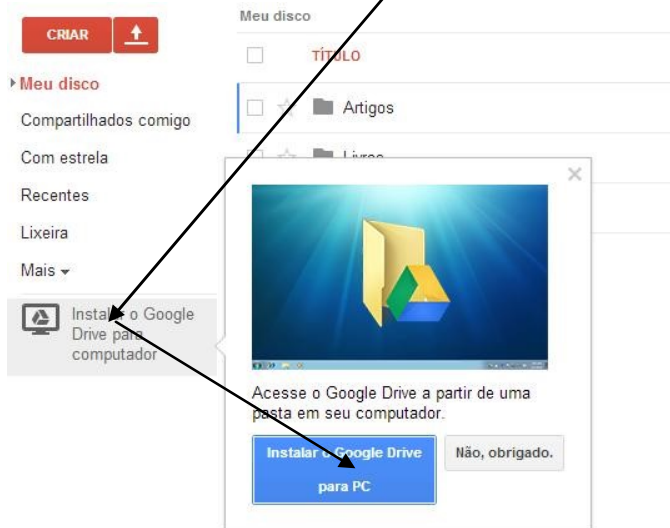 Meu disco
CRIAR
TÍTULO
Meu disco
Artigos
Compartilhados comigo
Com estrela
Livros
Recentes
Lixeira
Mais
Instalar o Google
Drive para
computador
Acesse o Google Drive a partir de uma
pasta em seu computador.
Instalar o Google Drive
para PC
Não, obrigado.